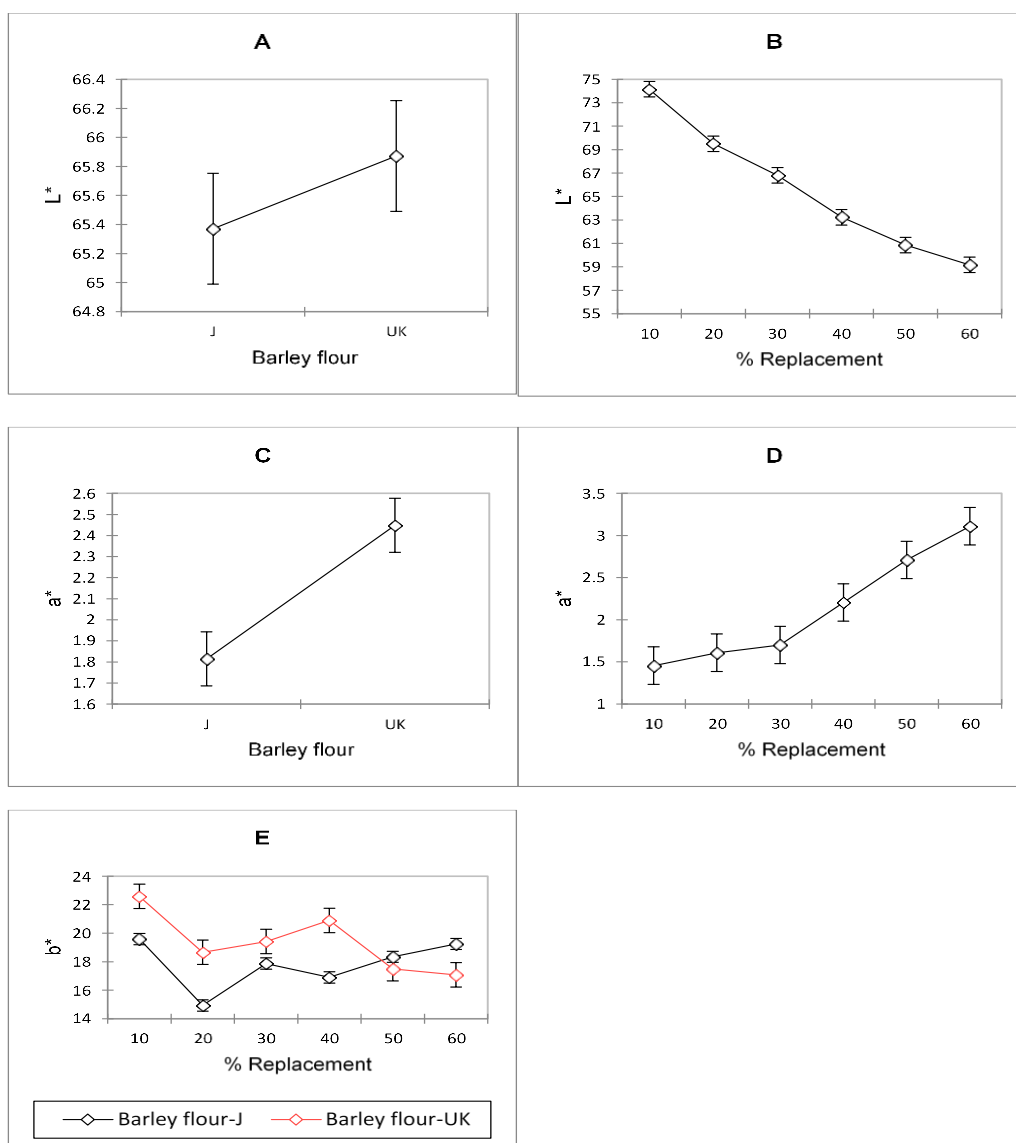 A
L*
66.4
66.2
66
65.8
65.6
65.4
65.2
65
64.8
J UK
Barley flour
B
L*
75
73
71
69
67
65
63
61
59
57
55
10 20 30 40 50 60
% Replacement
C
a*
2.6
2.5
2.4
2.3
2.2
2.1
2
1.9
1.8
1.7
1.6
J UK
Barley flour
D
a*
3.5
3
2.5
2
1.5
1
10 20 30 40 50 60
% Replacement
E
b*
24
22
20
18
16
14
10 20 30 40 50 60
% Replacement
Barley flour-J Barley flour-UK